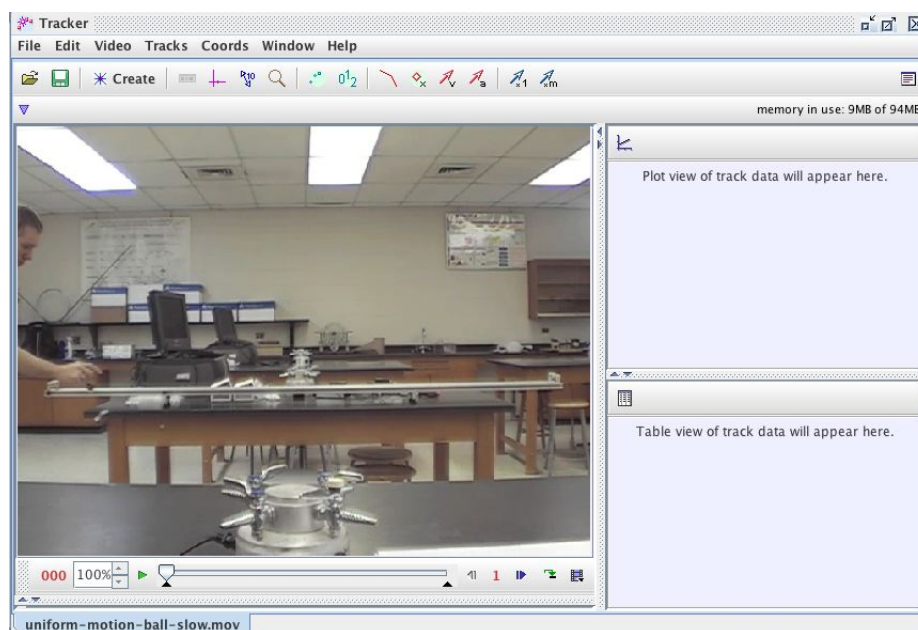 Tracker
File Edit Video Tracks Coords Window Help
Create
memory in use: 9MB of 94MB
Plot view of track data will appear here.
Table view of track data will appear here.
000 100% 1
uniform-motion-ball-slow.mov